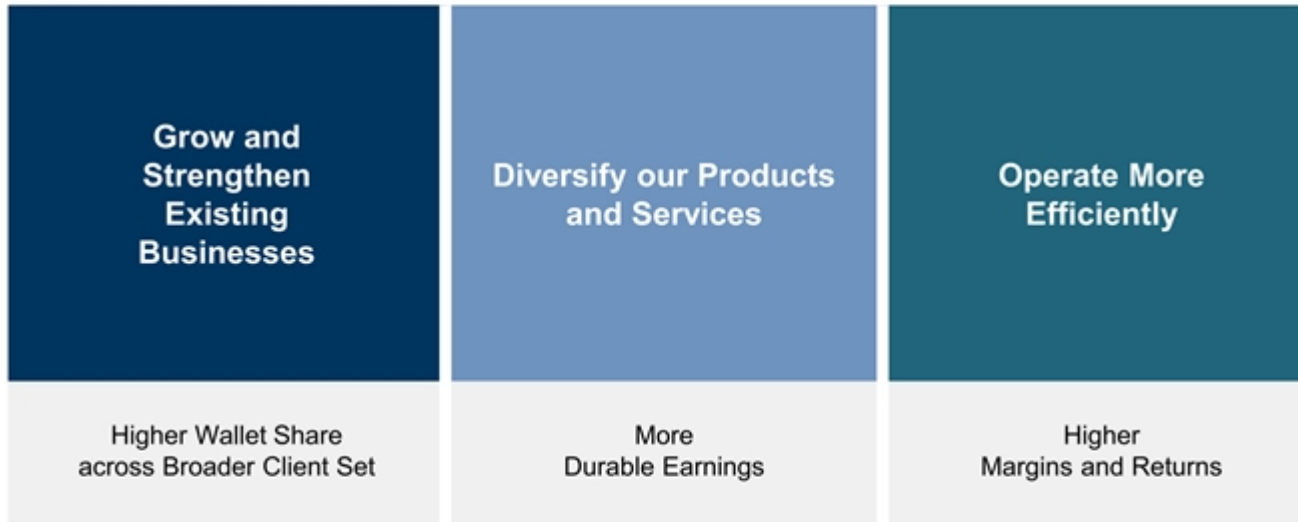 Grow and
Strengthen
Existing
Businesses
Higher Wallet Share
across Broader Client Set
Diversify our Products
and Services
More
Durable Earnings
Operate More
Efficiently
Higher
Margins and Returns